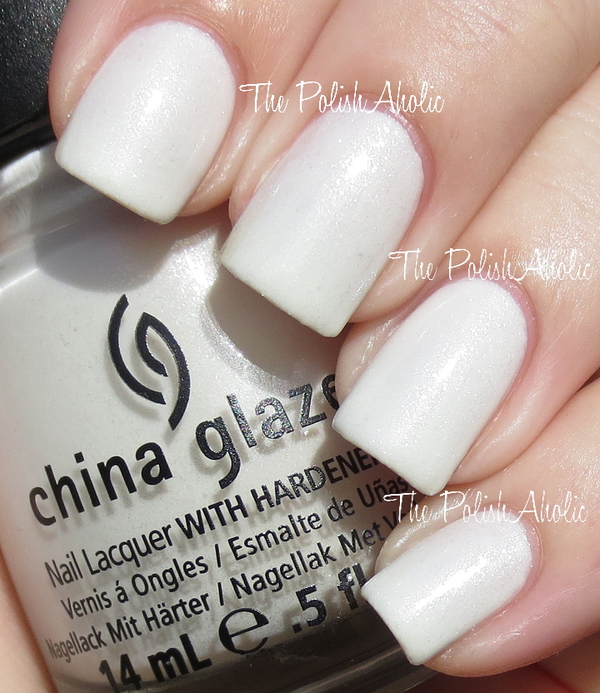 The PolishAholic
The PolishAholic
The PolishAholic
china glaze
Nail Lacquer WITH HARDENE
Vernis á Ongles / Esmalte de Uñas
Nagellack Mit Härter / Nagellak Met
14 mL e .5 fl